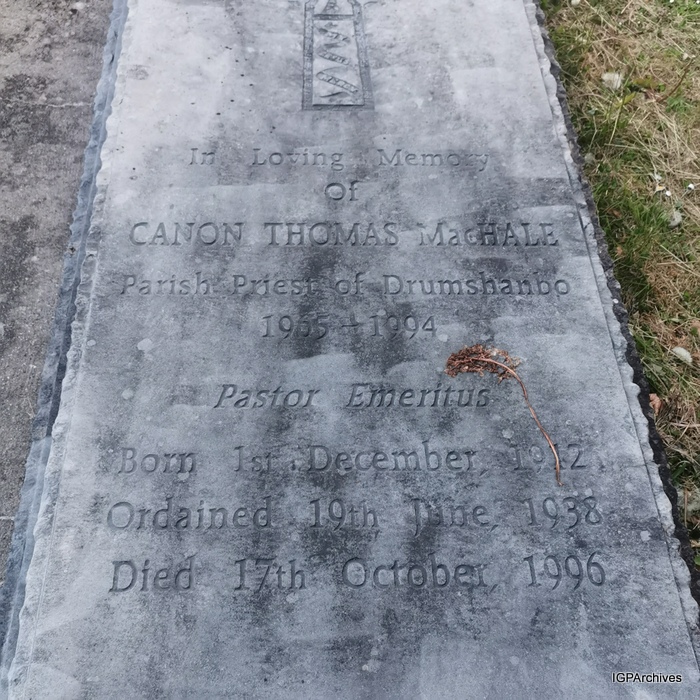 In Loving Memory
Of
CANON THOMAS MacHALE
Parish Priest of Drumshanbo
1965 – 1994
Pastor Emeritus
Born 1st December, 1912
Ordained 19th June, 1938
Died 17th October, 1996
IGPArchives